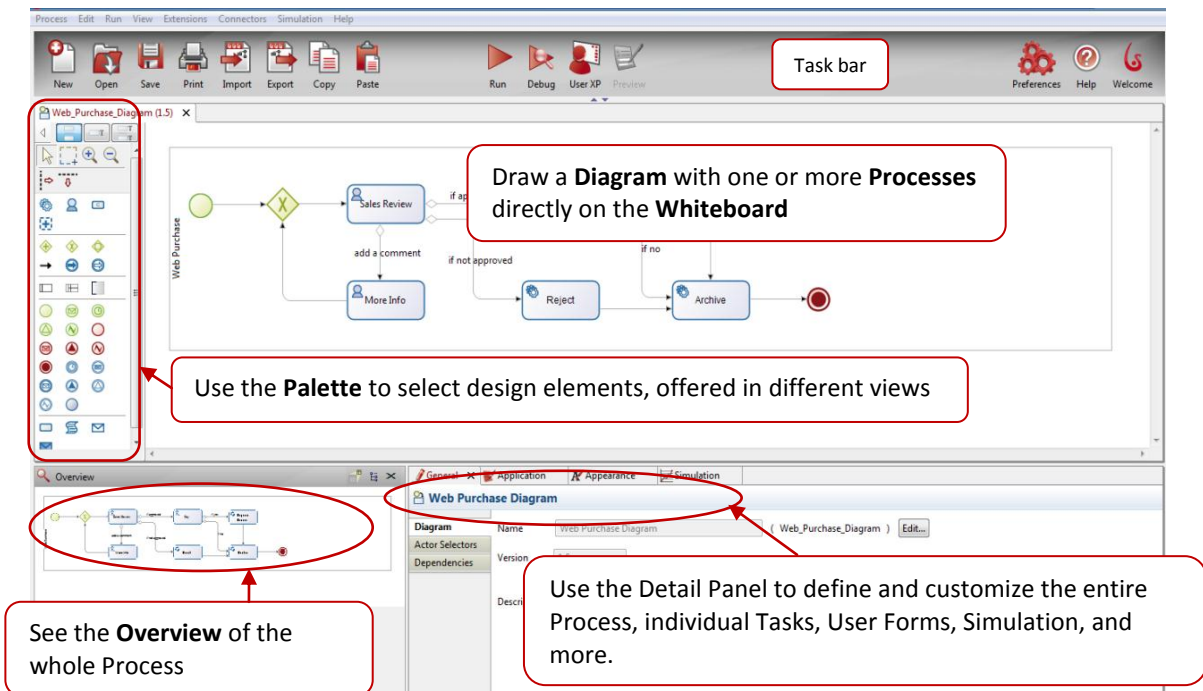 Process Edit Run View Extensions Connectors Simulation Help
New Open Save Print Import Export Copy Paste Run Debug User XP Preview Preferences Help Welcome
Task bar
Web_Purchase_Diagram (1.5)
Draw a Diagram with one or more Processes
directly on the Whiteboard
Web Purchase
Sales Review
if ap
add a comment
if not approved
if no
More Info
Reject
Archive
Use the Palette to select design elements, offered in different views
Overview
General Application Appearance Simulation
Web Purchase Diagram
Diagram
Actor Selectors
Dependencies
Name Web Purchase Diagram ( Web_Purchase_Diagram ) Edit...
Version
Descri
See the Overview of the
whole Process
Use the Detail Panel to define and customize the entire
Process, individual Tasks, User Forms, Simulation, and
more.